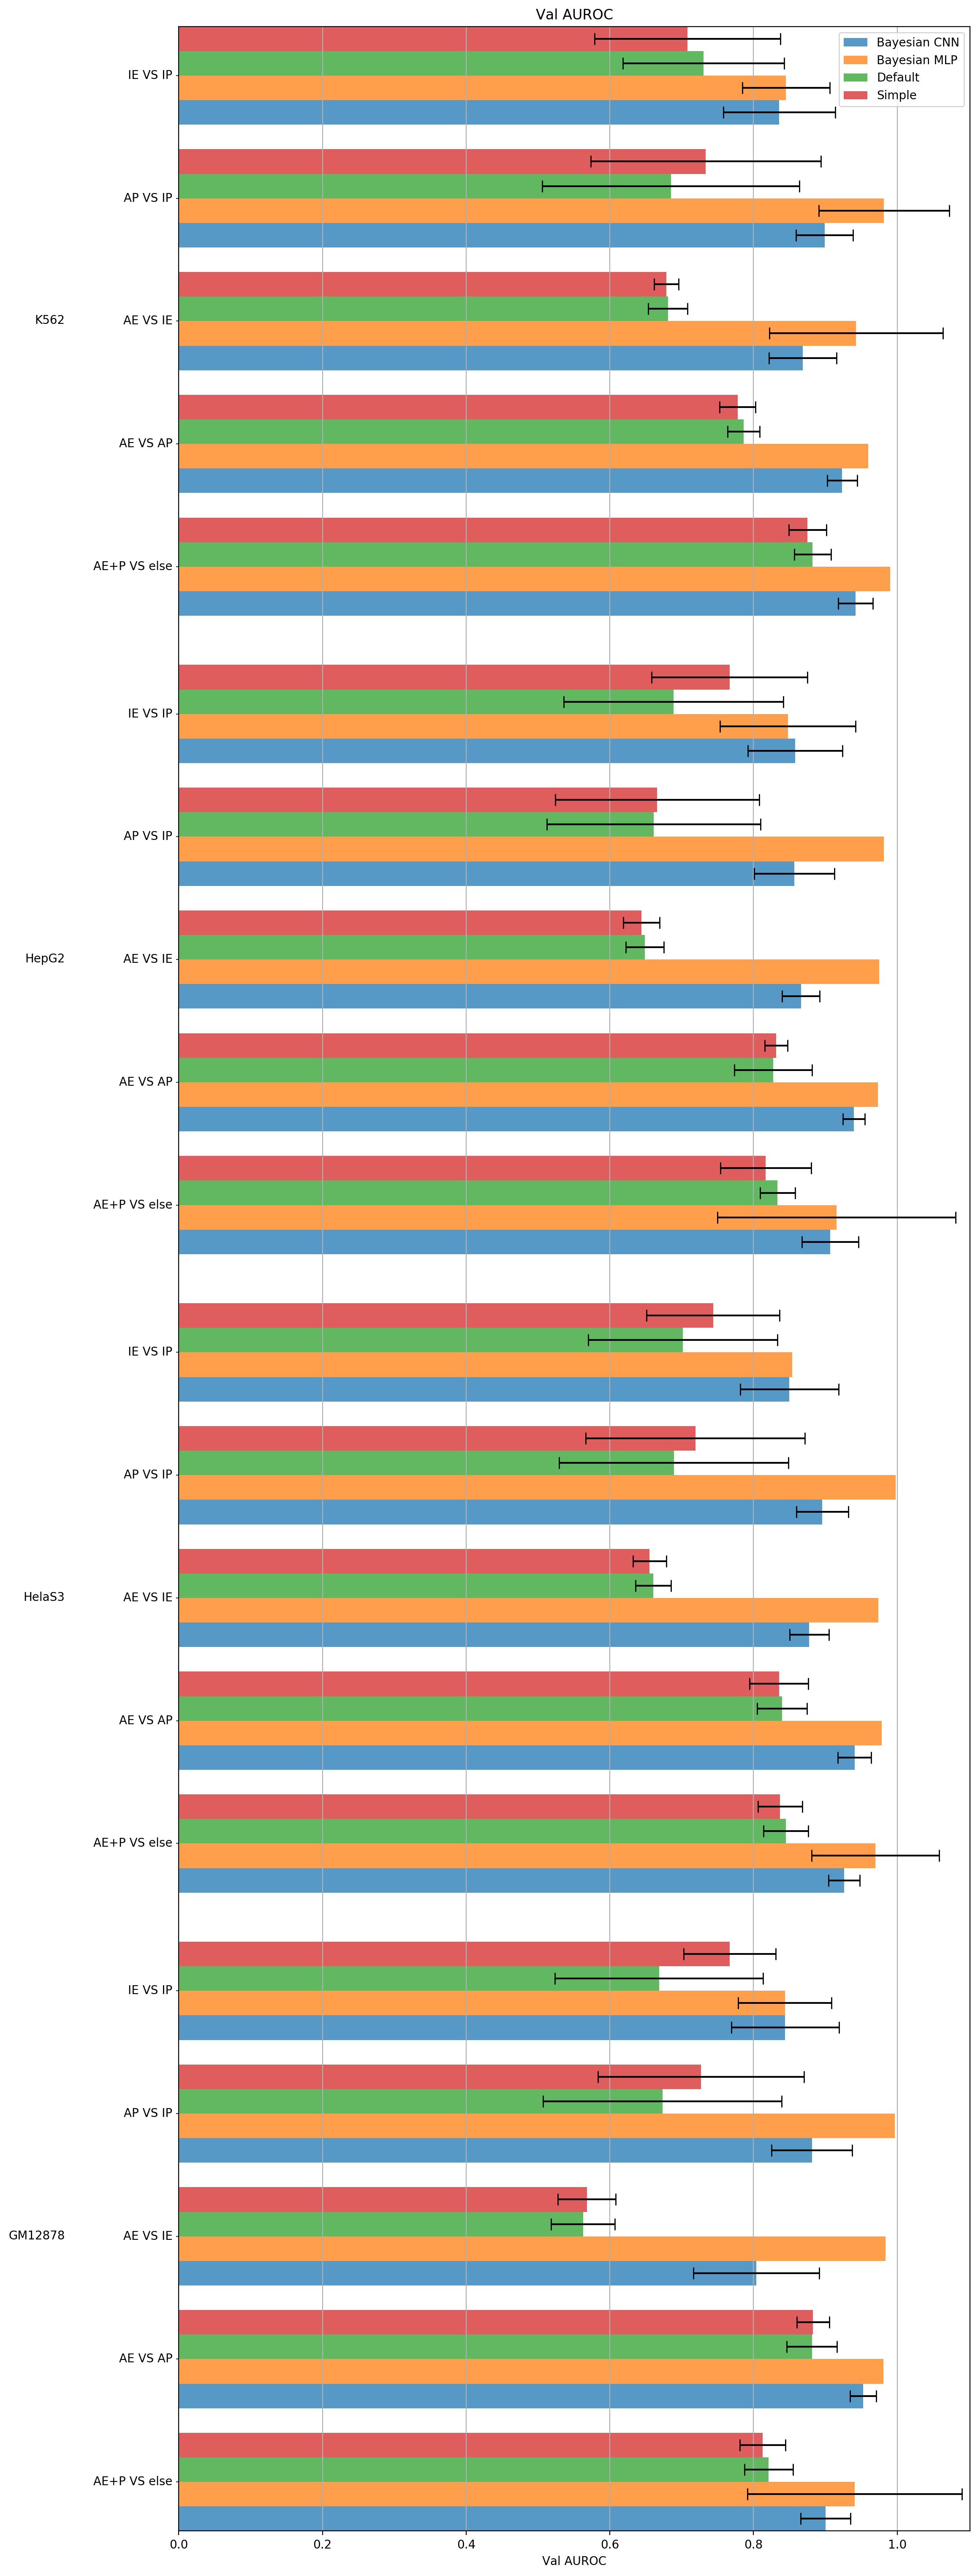 Val AUROC
Bayesian CNN
Bayesian MLP
Default
Simple
IE VS IP
AP VS IP
K562
AE VS IE
AE VS AP
AE+P VS else
IE VS IP
AP VS IP
HepG2
AE VS IE
AE VS AP
AE+P VS else
IE VS IP
AP VS IP
HelaS3
AE VS IE
AE VS AP
AE+P VS else
IE VS IP
AP VS IP
GM12878
AE VS IE
AE VS AP
AE+P VS else
0.0 0.2 0.4 0.6 0.8 1.0
Val AUROC